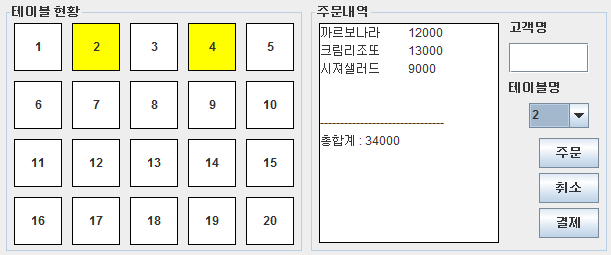 테이블 현황
1 2 3 4 5
6 7 8 9 10
11 12 13 14 15
16 17 18 19 20
주문내역
까르보나라 12000
크림리조또 13000
시져샐러드 9000
-------------------------------
총합계 : 34000
고객명
테이블명
2
주문
취소
결제